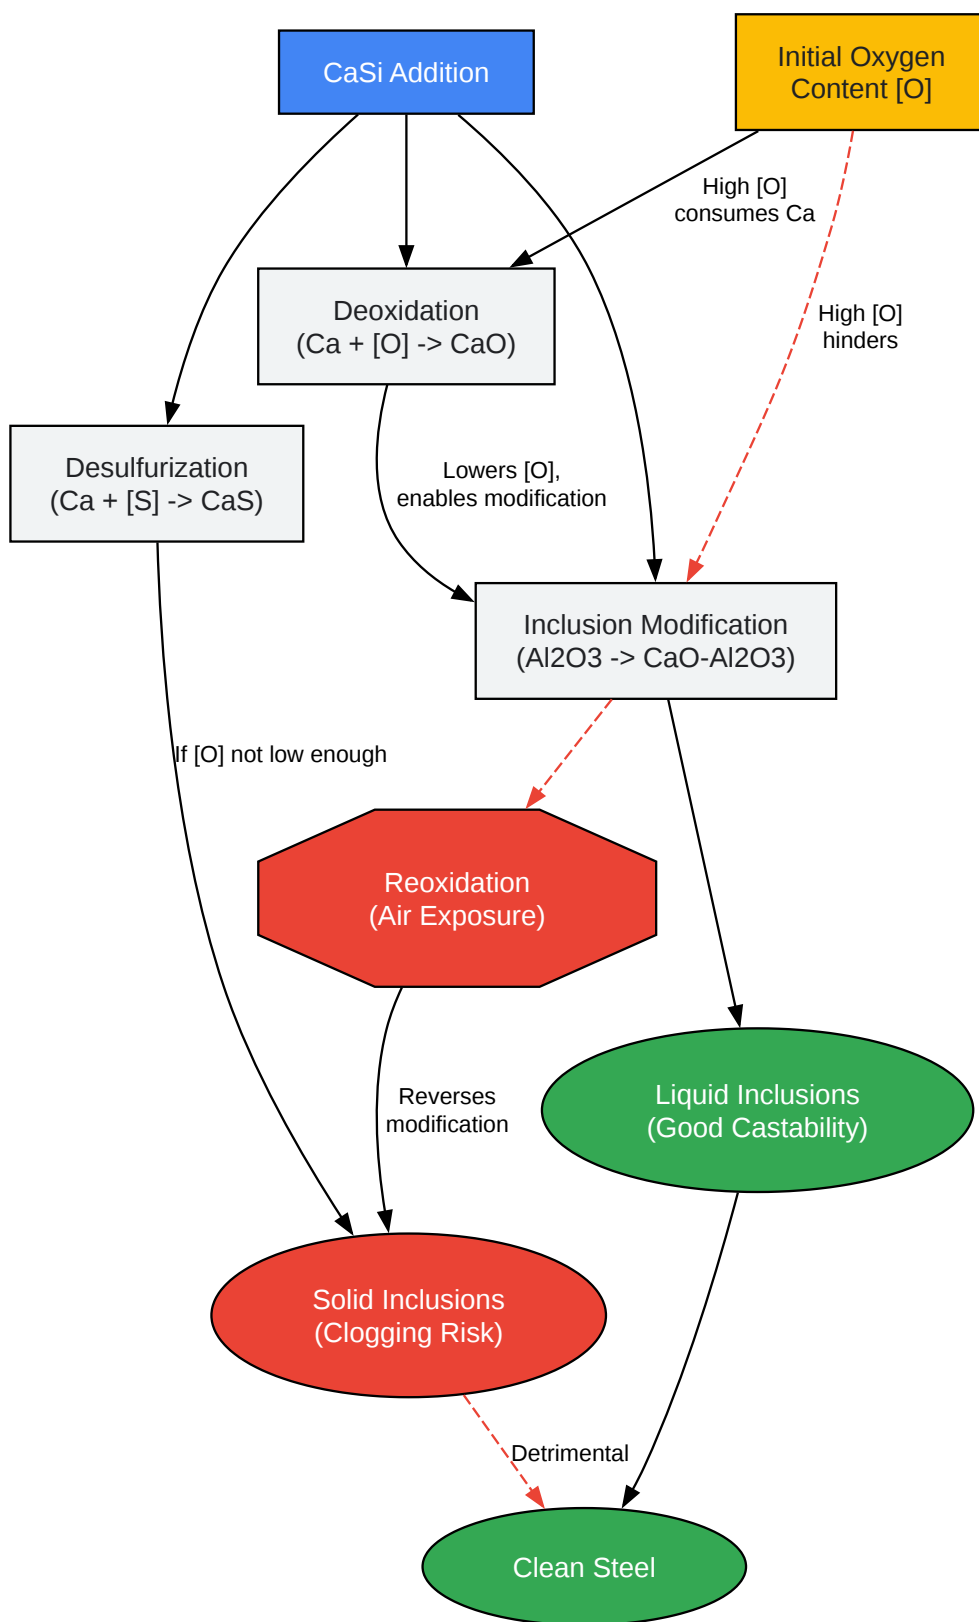 CaSi Addition
Initial Oxygen
Content [O]
High [O]
consumes Ca
Deoxidation
(Ca + [O] -> CaO)
High [O]
hinders
Desulfurization
(Ca + [S] -> CaS)
Lowers [O],
enables modification
Inclusion Modification
(Al2O3 -> CaO-Al2O3)
If [O] not low enough
Reoxidation
(Air Exposure)
Reverses
modification
Liquid Inclusions
(Good Castability)
Solid Inclusions
(Clogging Risk)
Detrimental
Clean Steel